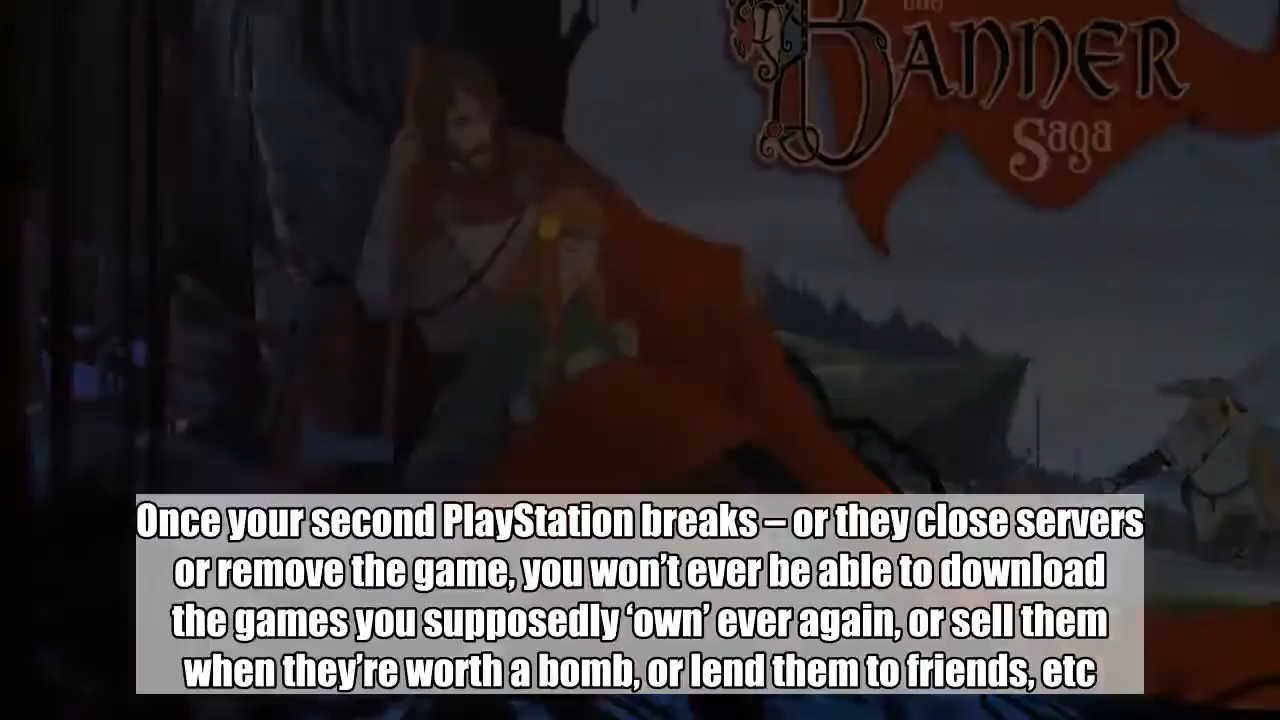 the
BANNER
Saga
Once your second PlayStation breaks – or they close servers
or remove the game, you won’t ever be able to download
the games you supposedly ‘own’ ever again, or sell them
when they’re worth a bomb, or lend them to friends, etc